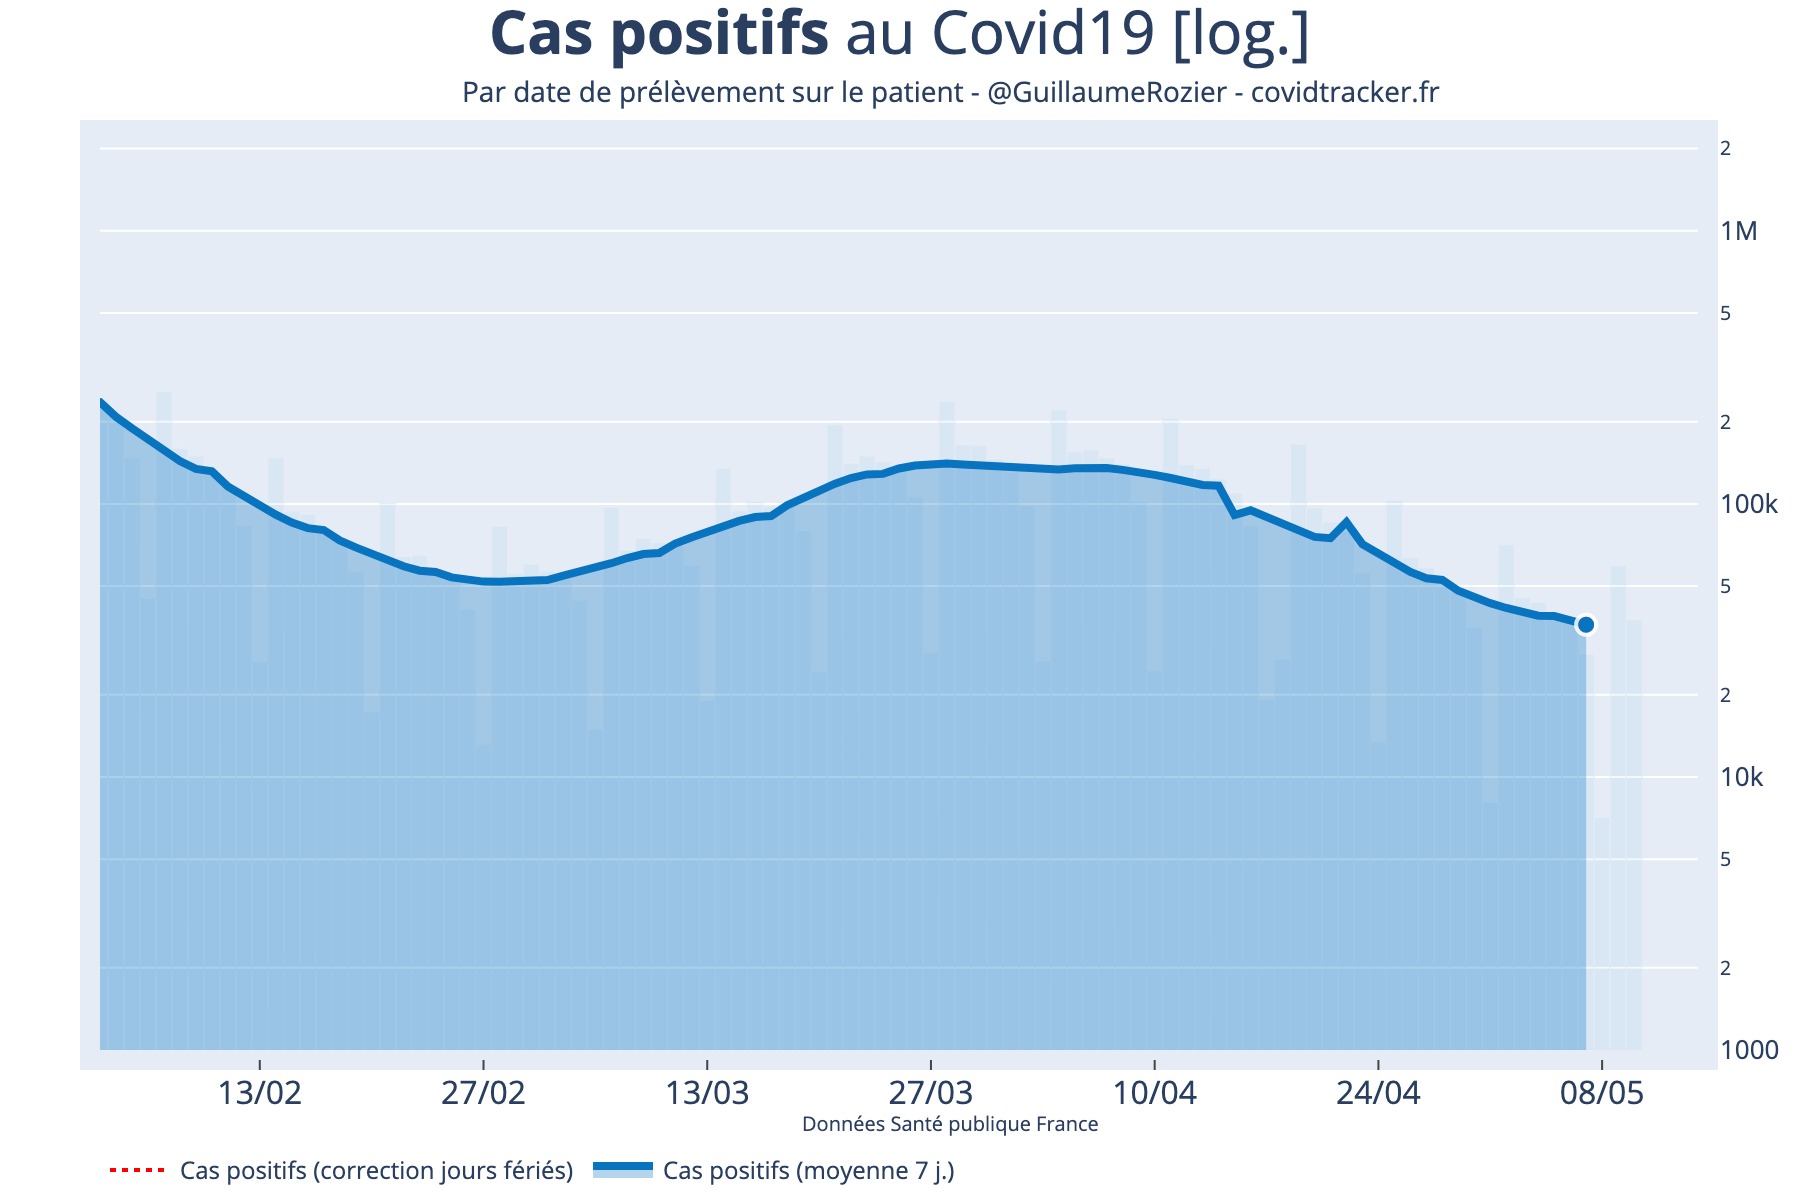 Cas positifs au Covid19 [log.]
Par date de prélèvement sur le patient - @GuillaumeRozier - covidtracker.fr
2
1M
5
2
100k
5
2
10k
5
2
1000
13/02 27/02 13/03 27/03 10/04 24/04 08/05
Données Santé publique France
Cas positifs (correction jours fériés) Cas positifs (moyenne 7 j.)